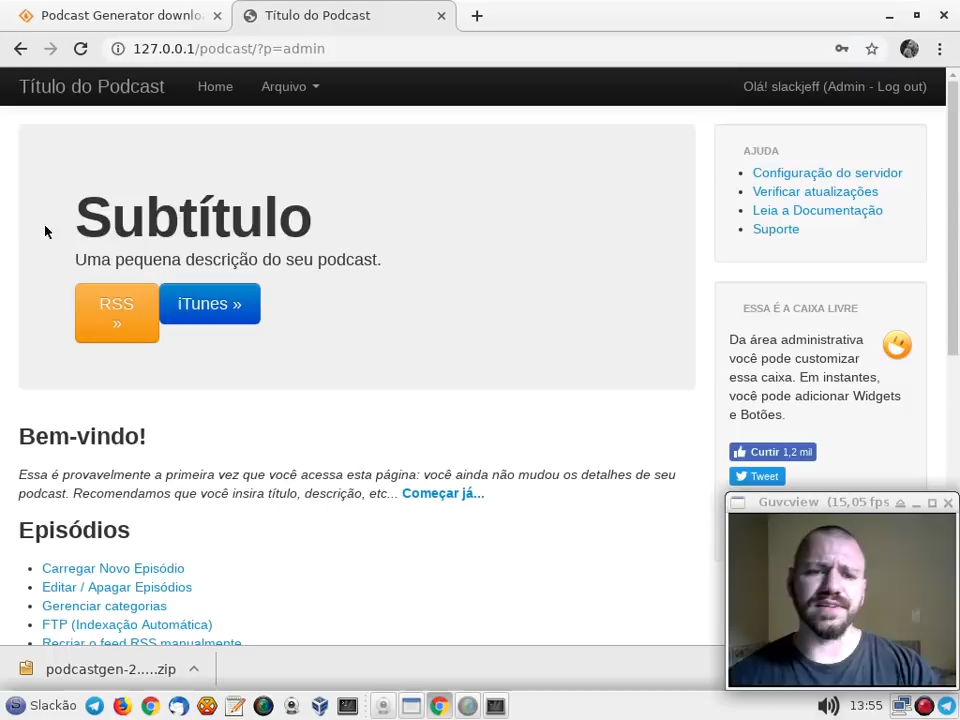 Podcast Generator downlo
Título do Podcast
127.0.0.1/podcast/?p=admin
Título do Podcast
Home
Arquivo
Olá! slackjeff (Admin - Log out)
Subtítulo
Uma pequena descrição do seu podcast.
RSS
»
iTunes »
AJUDA
Configuração do servidor
Verificar atualizações
Leia a Documentação
Suporte
ESSA É A CAIXA LIVRE
Da área administrativa
você pode customizar
essa caixa. Em instantes,
você pode adicionar Widgets
e Botões.
Curtir 1,2 mil
Tweet
Bem-vindo!
Essa é provavelmente a primeira vez que você acessa esta página: você ainda não mudou os detalhes de seu
podcast. Recomendamos que você insira título, descrição, etc... Começar já...
Episódios
Carregar Novo Episódio
Editar / Apagar Episódios
Gerenciar categorias
FTP (Indexação Automática)
Recriar o feed RSS manualmente
Guvcview (15,05 fps
podcastgen-2.....zip
Slackão
13:55